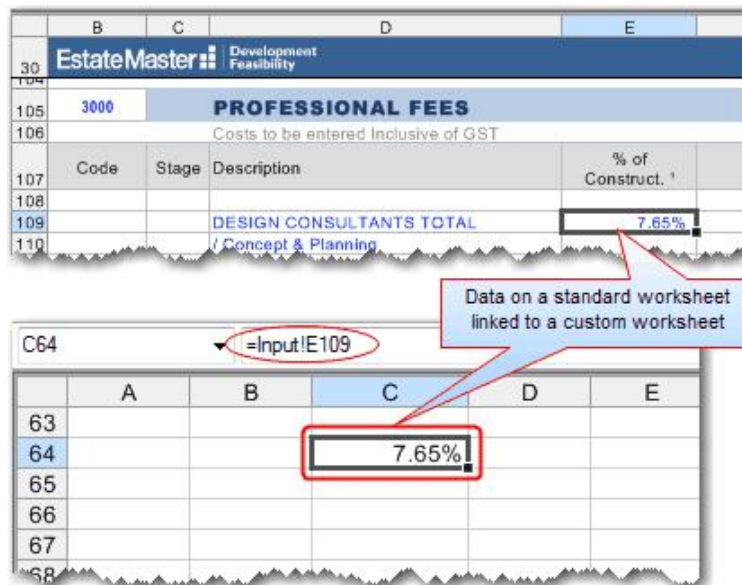 B C D E
30 EstateMaster Development
Feasibility
104
105 3000 PROFESSIONAL FEES
106 Costs to be entered Inclusive of GST
107 Code Stage Description % of
Construct. ¹
108
109 DESIGN CONSULTANTS TOTAL 7.65%
110 / Concept & Planning
Data on a standard worksheet
linked to a custom worksheet
C64 =Input!E109
A B C D E
63
64 7.65%
65
66
67
68